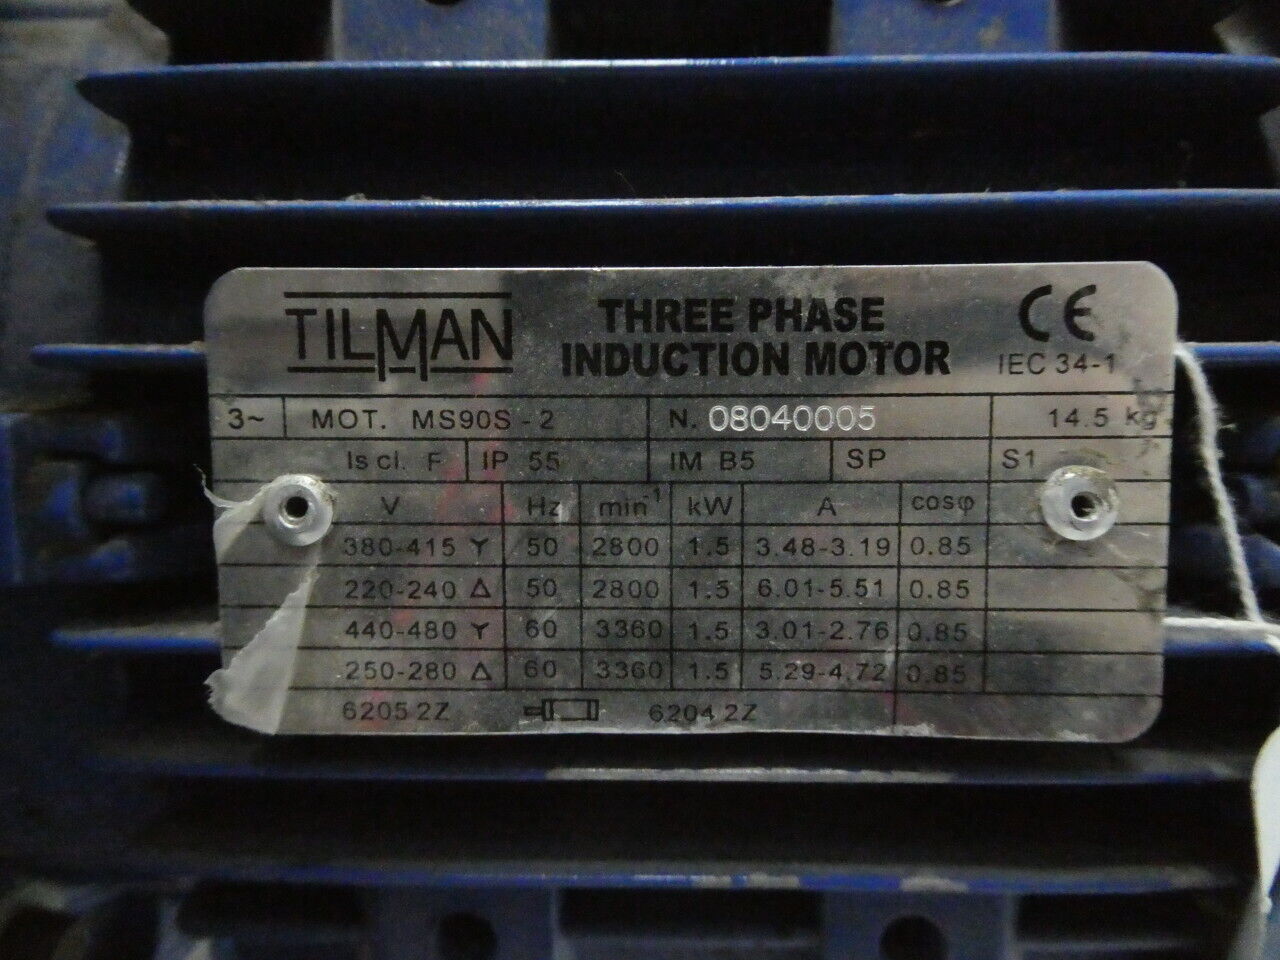 TILMAN THREE PHASE INDUCTION MOTOR CE IEC 34-1
3~ MOT. MS90S - 2 N. 08040005 14.5 kg
Is cl. F IP 55 IM B5 SP S1
V Hz min-1 kW A cosφ
380-415 Y 50 2800 1.5 3.48-3.19 0.85
220-240 Δ 50 2800 1.5 6.01-5.51 0.85
440-480 Y 60 3360 1.5 3.01-2.76 0.85
250-280 Δ 60 3360 1.5 5.29-4.72 0.85
6205 2Z 6204 2Z